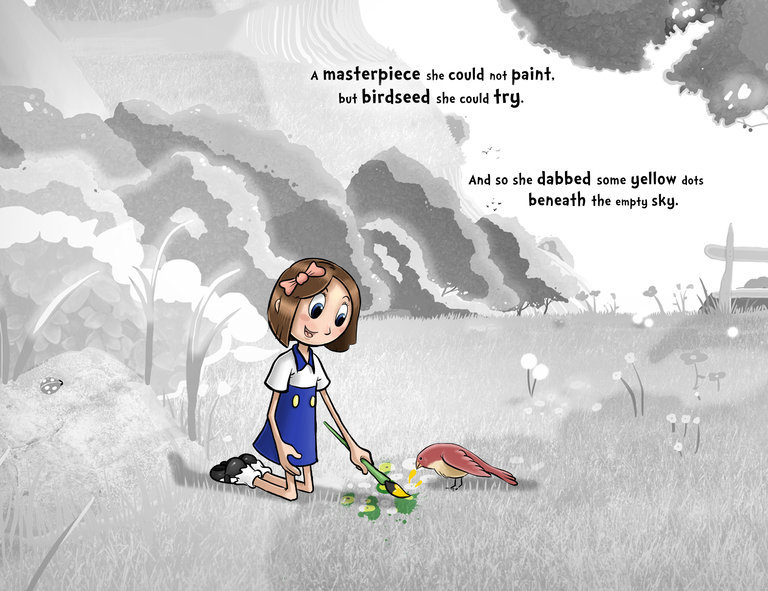 A masterpiece she could not paint,
but birdseed she could try.
And so she dabbed some yellow dots
beneath the empty sky.